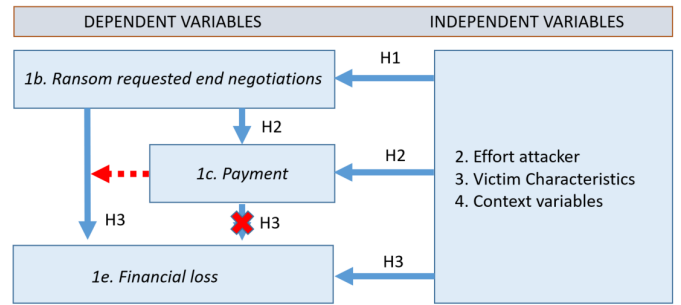 DEPENDENT VARIABLES
INDEPENDENT VARIABLES
1b. Ransom requested end negotiations
H1
H2
1c. Payment
H2
2. Effort attacker
3. Victim Characteristics
4. Context variables
H3
H3
H3
1e. Financial loss